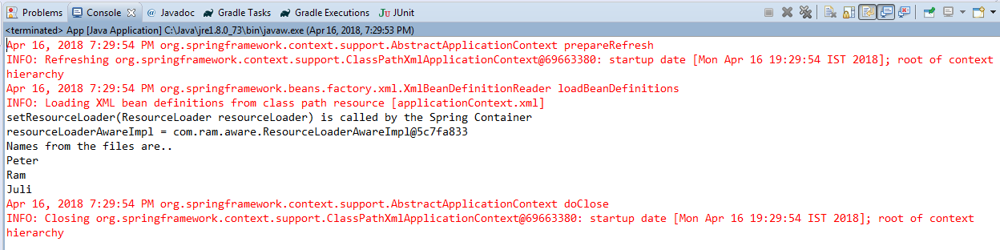 Problems Console Javadoc Gradle Tasks Gradle Executions JUnit
<terminated> App [Java Application] C:\Java\jre1.8.0_73\bin\javaw.exe (Apr 16, 2018, 7:29:53 PM)
Apr 16, 2018 7:29:54 PM org.springframework.context.support.AbstractApplicationContext prepareRefresh
INFO: Refreshing org.springframework.context.support.ClassPathXmlApplicationContext@69663380: startup date [Mon Apr 16 19:29:54 IST 2018]; root of context
hierarchy
Apr 16, 2018 7:29:54 PM org.springframework.beans.factory.xml.XmlBeanDefinitionReader loadBeanDefinitions
INFO: Loading XML bean definitions from class path resource [applicationContext.xml]
setResourceLoader(ResourceLoader resourceLoader) is called by the Spring Container
resourceLoaderAwareImpl = com.ram.aware.ResourceLoaderAwareImpl@5c7fa833
Names from the files are..
Peter
Ram
Juli
Apr 16, 2018 7:29:54 PM org.springframework.context.support.AbstractApplicationContext doClose
INFO: Closing org.springframework.context.support.ClassPathXmlApplicationContext@69663380: startup date [Mon Apr 16 19:29:54 IST 2018]; root of context
hierarchy